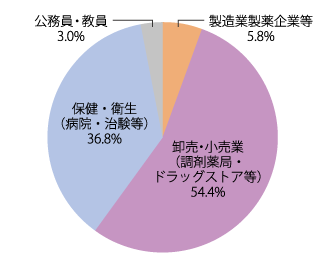 公務員・教員
3.0%
製造業製薬企業等
5.8%
保健・衛生
（病院・治験等）
36.8%
卸売・小売業
（調剤薬局・
ドラッグストア等）
54.4%